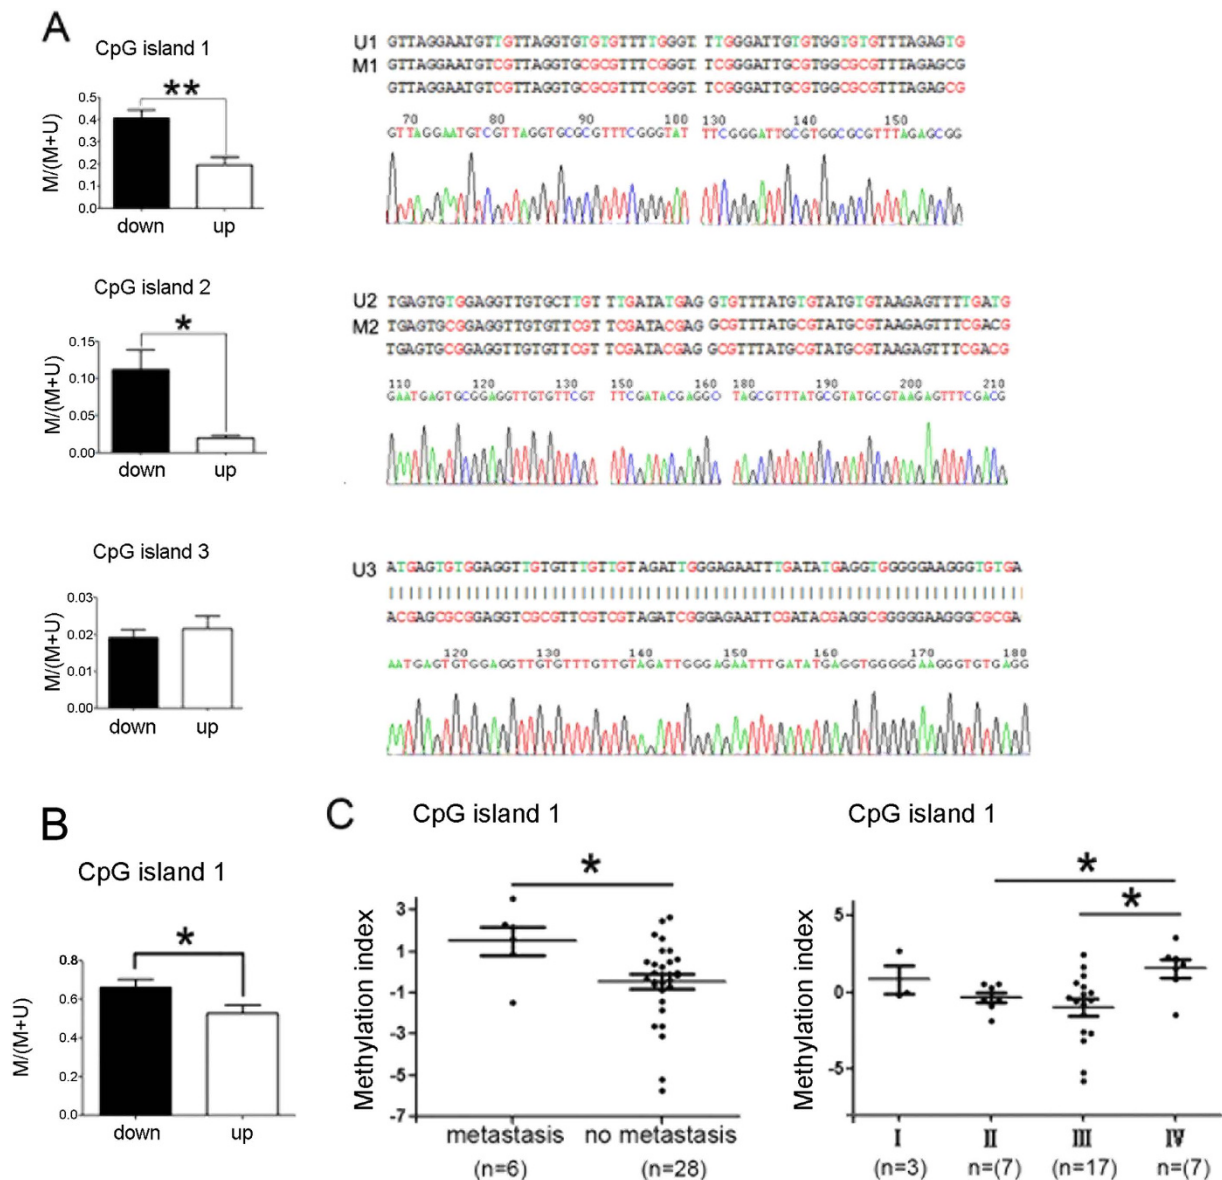 A
CpG island 1
**
0.5
0.4
0.3
0.2
0.1
0.0
M/(M+U)
down up
U1 GTTAGGAATGTTGTTAGGTGTGTGTTTTGGGT TTGGGATTGTGTGGTGTGTTTAGAGTG
M1 GTTAGGAATGTCGTTAGGTGCGCGTTTCGGGT TCGGGATTGCGTGGCGCGTTTAGAGCG
GTTAGGAATGTCGTTAGGTGCGCGTTTCGGGT TCGGGATTGCGTGGCGCGTTTAGAGCG
70 80 90 100 130 140 150
GTTAGGAATGTCGTTAGGTGCGCGTTTCGGGTAT TTCGGGATTGCGTGGCGCGTTTAGAGCGG
CpG island 2
*
0.15
0.10
0.05
0.00
M/(M+U)
down up
U2 TGAGTGTGGAGGTTGTGCTTGT TTGATATGAG GTGTTTATGTGTATGTGTAAGAGTTTTGATG
M2 TGAGTGCGGAGGTTGTGTTCGT TCGATACGAG GCGTTTATGCGTATGCGTAAGAGTTTCGACG
TGAGTGCGGAGGTTGTGTTCGT TCGATACGAG GCGTTTATGCGTATGCGTAAGAGTTTCGACG
110 120 130 150 160 180 190 200 210
GAATGAGTGCGGAGGTTGTGTTCGT TTCGATACGAGGC TAGCGTTTATGCGTATGCGTAAGAGTTTCGACG
CpG island 3
0.03
0.02
0.01
0.00
M/(M+U)
down up
U3 ATGAGTGTGGAGGTTGTGTTTGTTGTAGATTGGGAGAATTTGATATGAGGTGGGGGAAGGGTGTGA
ACGAGCGCGGAGGTCGCGTTCGTCGTAGATCGGGAGAATTCGATACGAGGCGGGGGAAGGGCGCGA
120 130 140 150 160 170 180
AATGAGTGTGGAGGTTGTGTTTGTTGTAGATTGGGAGAATTTGATATGAGGTGGGGGAAGGGTGTGAGG
B
CpG island 1
*
0.8
0.6
0.4
0.2
0.0
M/(M+U)
down up
C
CpG island 1
*
3
1
-1
-3
-5
-7
Methylation index
metastasis no metastasis
(n=6) (n=28)
CpG island 1
*
*
5
0
-5
Methylation index
I II III IV
(n=3) n=(7) (n=17) n=(7)